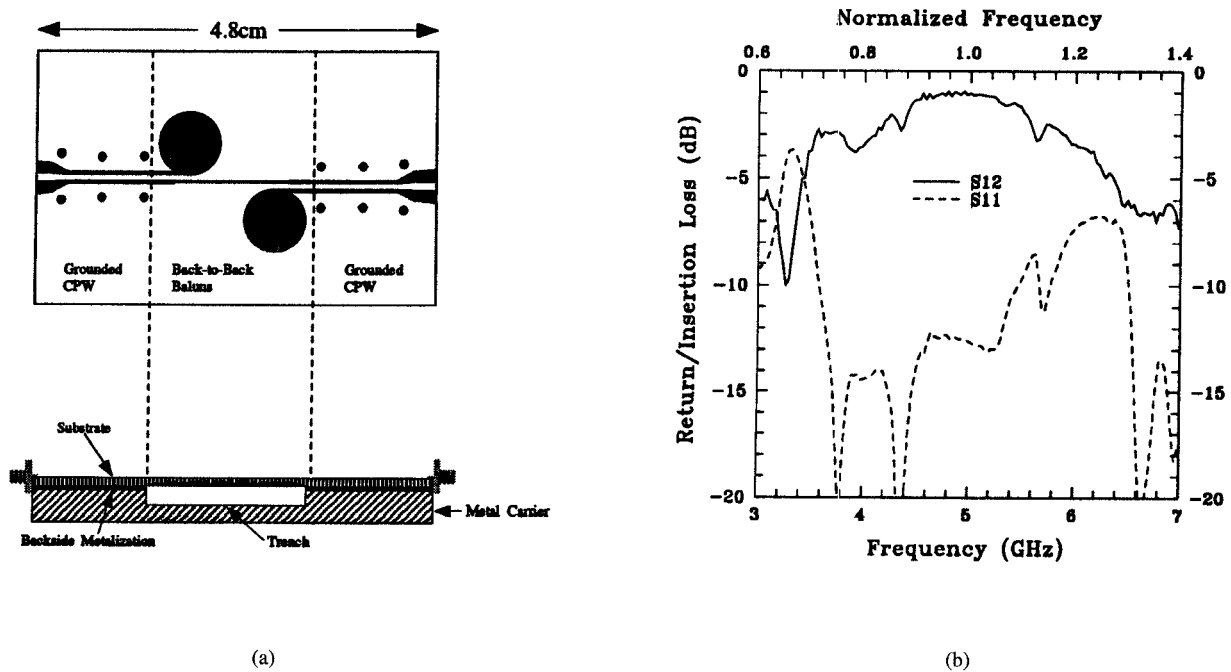 4.8cm
Grounded
CPW
Back-to-Back
Baluns
Grounded
CPW
Substrate
Backside Metalization
Trench
Metal Carrier
(a)
Normalized Frequency
0.6
0.8
1.0
1.2
1.4
Return/Insertion Loss (dB)
0
-5
-10
-15
-20
0
-5
-10
-15
-20
S12
S11
3
4
5
6
7
Frequency (GHz)
(b)